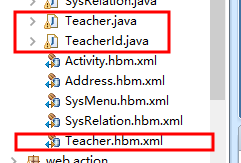 SysRelation.java
Teacher.java
TeacherId.java
Activity.hbm.xml
Address.hbm.xml
SysMenu.hbm.xml
SysRelation.hbm.xml
Teacher.hbm.xml
web.action